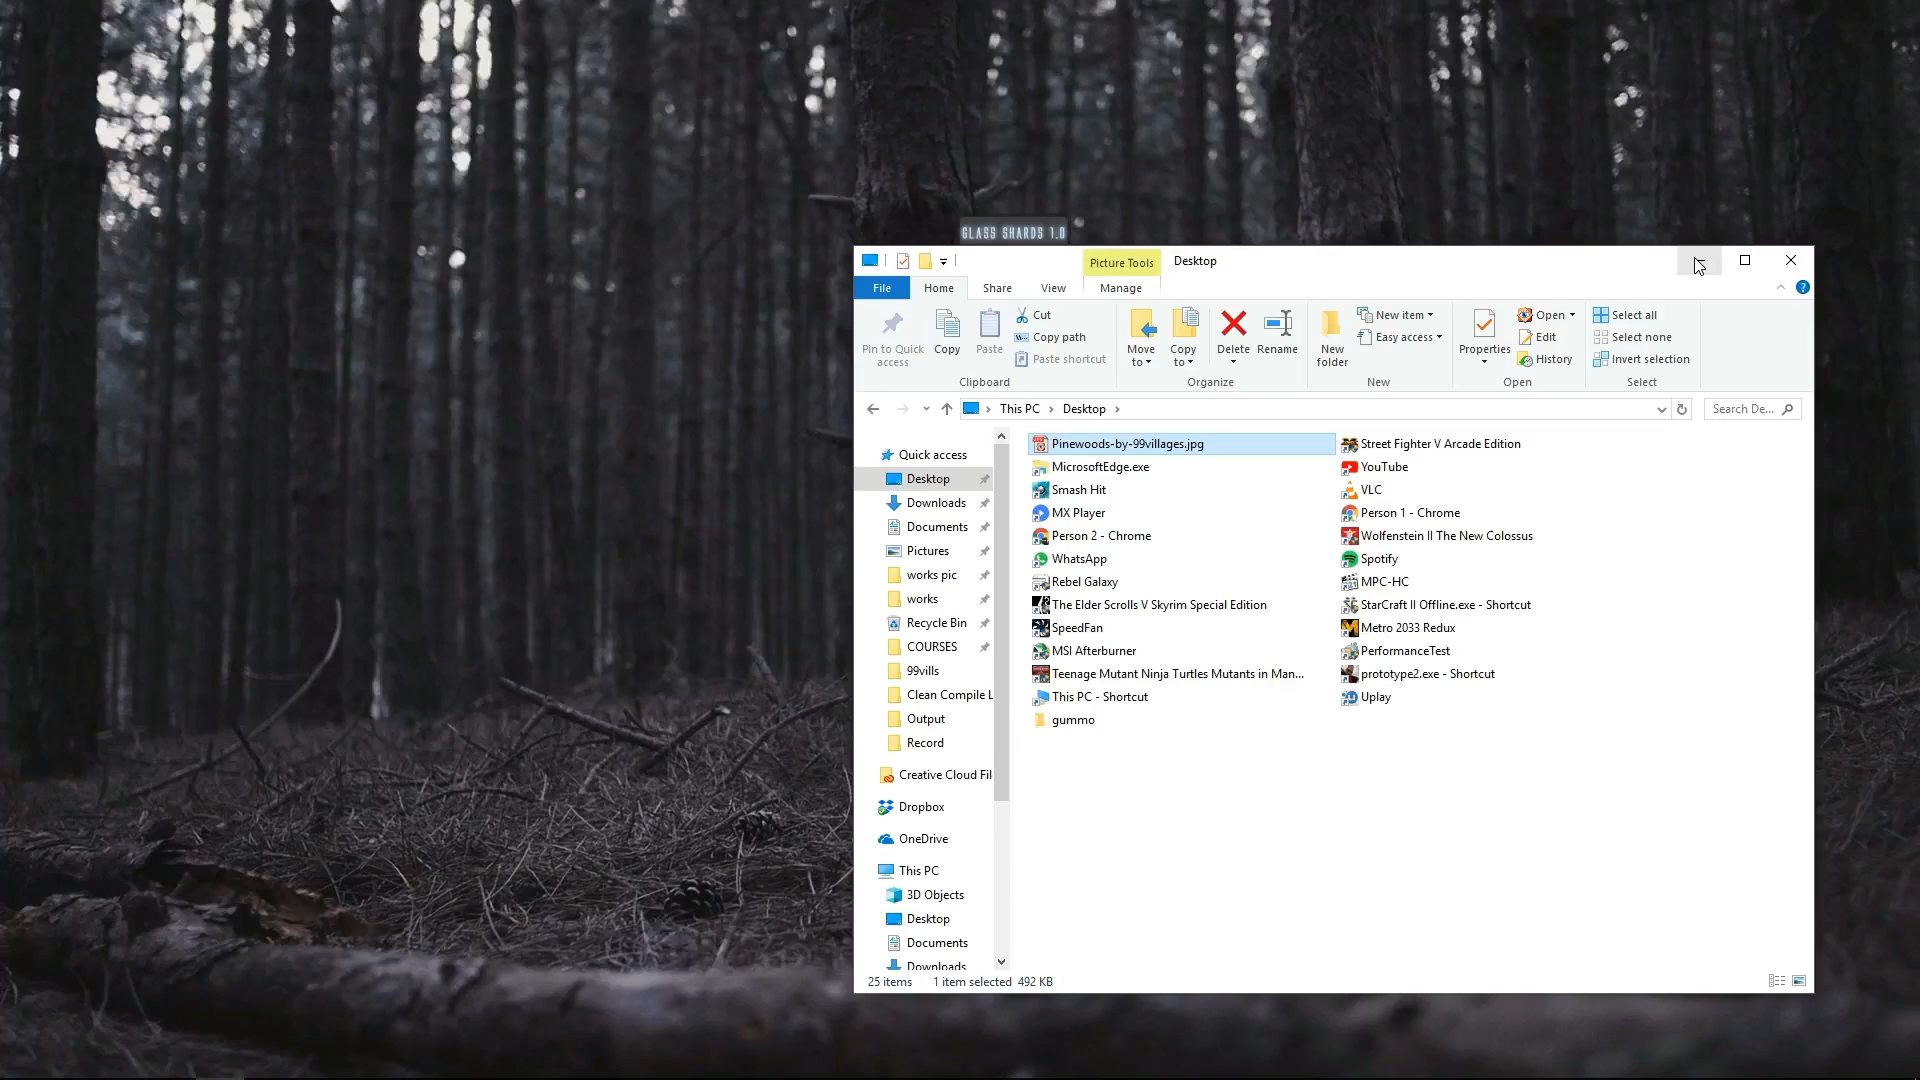 GLASS SHARDS 1.0
Picture Tools
Desktop
File
Home
Share
View
Manage
Pin to Quick access
Copy
Paste
Cut
Copy path
Paste shortcut
Clipboard
Move to
Copy to
Delete
Rename
Organize
New folder
New item
Easy access
New
Properties
Open
Edit
History
Open
Select all
Select none
Invert selection
Select
This PC
Desktop
Search De...
Quick access
Desktop
Downloads
Documents
Pictures
works pic
works
Recycle Bin
COURSES
99vills
Clean Compile L
Output
Record
Creative Cloud Fil
Dropbox
OneDrive
This PC
3D Objects
Desktop
Documents
Downloads
Pinewoods-by-99villages.jpg
MicrosoftEdge.exe
Smash Hit
MX Player
Person 2 - Chrome
WhatsApp
Rebel Galaxy
The Elder Scrolls V Skyrim Special Edition
SpeedFan
MSI Afterburner
Teenage Mutant Ninja Turtles Mutants in Man...
This PC - Shortcut
gummo
Street Fighter V Arcade Edition
YouTube
VLC
Person 1 - Chrome
Wolfenstein II The New Colossus
Spotify
MPC-HC
StarCraft II Offline.exe - Shortcut
Metro 2033 Redux
PerformanceTest
prototype2.exe - Shortcut
Uplay
25 items
1 item selected 492 KB